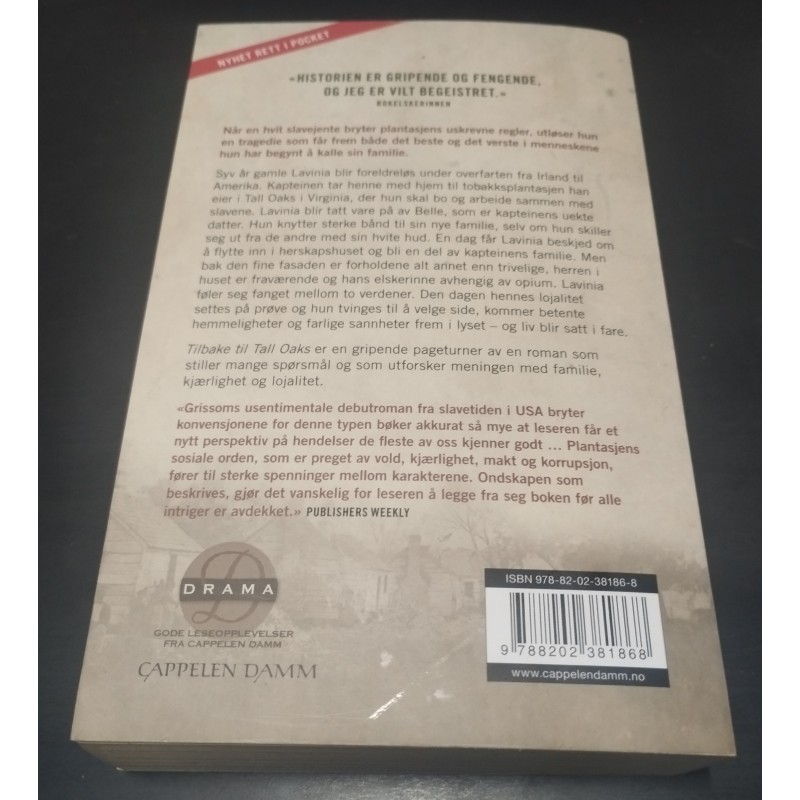 NYHET RETT I POCKET
«HISTORIEN ER GRIPENDE OG FENGENDE,
OG JEG ER VILT BEGEISTRET.»
BOKELSKERINNEN
Når en hvit slavejente bryter plantasjens uskrevne regler, utløser hun
en tragedie som får frem både det beste og det verste i menneskene
hun har begynt å kalle sin familie.
Syv år gamle Lavinia blir foreldreløs under overfarten fra Irland til
Amerika. Kapteinen tar henne med hjem til tobakksplantasjen han
eier i Tall Oaks i Virginia, der hun skal bo og arbeide sammen med
slavene. Lavinia blir tatt vare på av Belle, som er kapteinens uekte
datter. Hun knytter sterke bånd til sin nye familie, selv om hun skiller
seg ut fra de andre med sin hvite hud. En dag får Lavinia beskjed om
å flytte inn i herskapshuset og bli en del av kapteinens familie. Men
bak den fine fasaden er forholdene alt annet enn trivelige, herren i
huset er fraværende og hans elskerinne avhengig av opium. Lavinia
føler seg fanget mellom to verdener. Den dagen hennes lojalitet
settes på prøve og hun tvinges til å velge side, kommer betente
hemmeligheter og farlige sannheter frem i lyset – og liv blir satt i fare.
Tilbake til Tall Oaks er en gripende pageturner av en roman som
stiller mange spørsmål og som utforsker meningen med familie,
kjærlighet og lojalitet.
«Grissoms usentimentale debutroman fra slavetiden i USA bryter
konvensjonene for denne typen bøker akkurat så mye at leseren får et
nytt perspektiv på hendelser de fleste av oss kjenner godt ... Plantasjens
sosiale orden, som er preget av vold, kjærlighet, makt og korrupsjon,
fører til sterke spenninger mellom karakterene. Ondskapen som
beskrives, gjør det vanskelig for leseren å legge fra seg boken før alle
intriger er avdekket.» PUBLISHERS WEEKLY
D
DRAMA
GODE LESEOPPLEVELSER
FRA CAPPELEN DAMM
CAPPELEN DAMM
ISBN 978-82-02-38186-8
9 788202 381868
www.cappelendamm.no